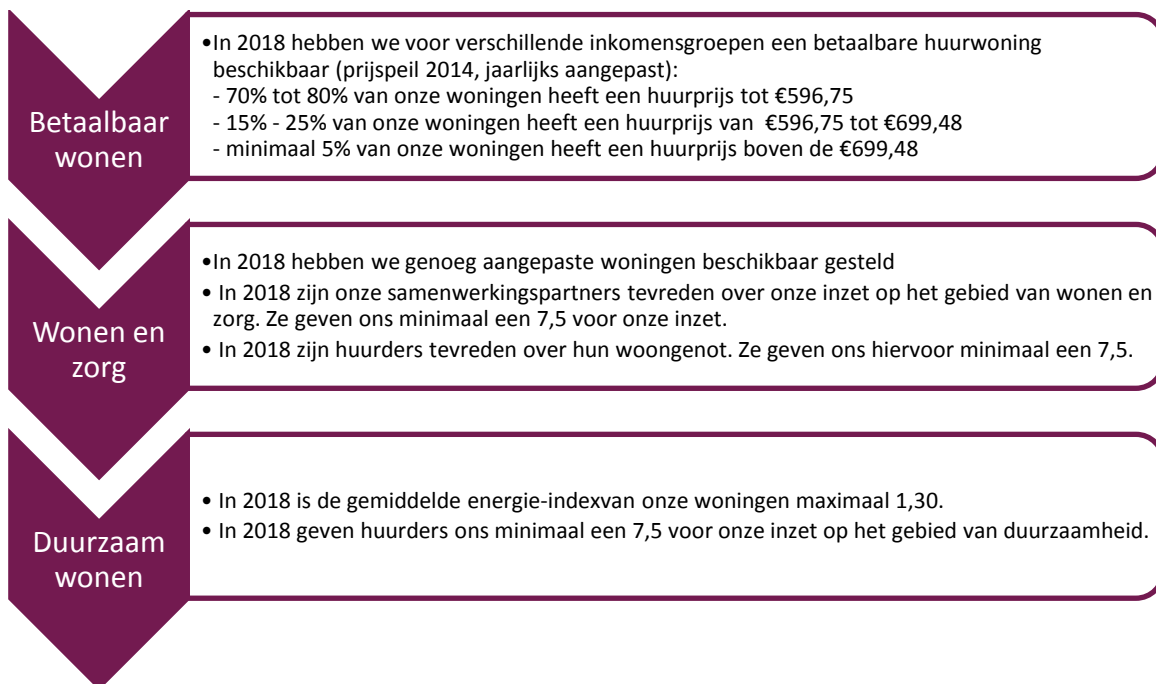 Betaalbaar
wonen
•In 2018 hebben we voor verschillende inkomensgroepen een betaalbare huurwoning
beschikbaar (prijspeil 2014, jaarlijks aangepast):
- 70% tot 80% van onze woningen heeft een huurprijs tot €596,75
- 15% - 25% van onze woningen heeft een huurprijs van €596,75 tot €699,48
- minimaal 5% van onze woningen heeft een huurprijs boven de €699,48
Wonen en
zorg
•In 2018 hebben we genoeg aangepaste woningen beschikbaar gesteld
• In 2018 zijn onze samenwerkingspartners tevreden over onze inzet op het gebied van wonen en
zorg. Ze geven ons minimaal een 7,5 voor onze inzet.
• In 2018 zijn huurders tevreden over hun woongenot. Ze geven ons hiervoor minimaal een 7,5.
Duurzaam
wonen
• In 2018 is de gemiddelde energie-indexvan onze woningen maximaal 1,30.
• In 2018 geven huurders ons minimaal een 7,5 voor onze inzet op het gebied van duurzaamheid.